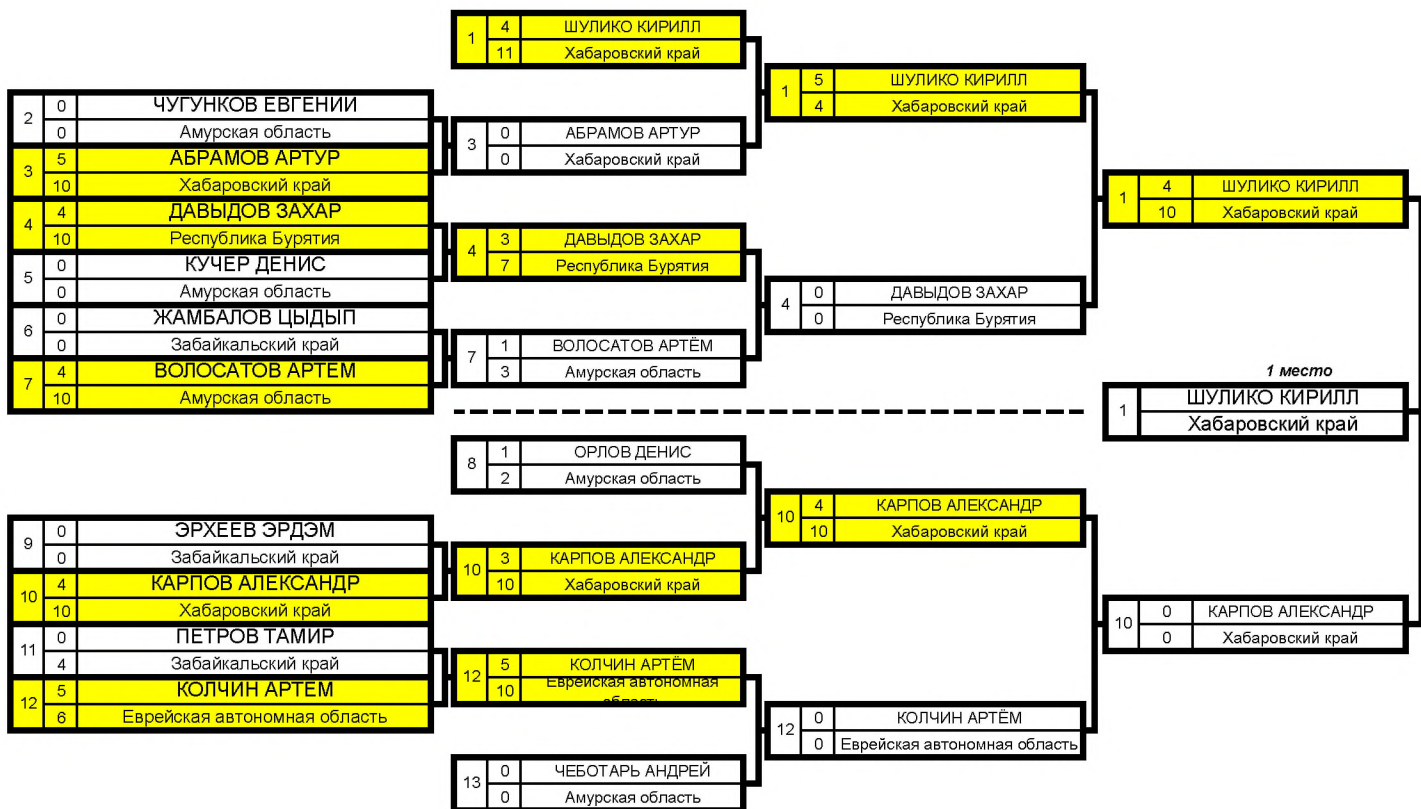 1 4 ШУЛИКО КИРИЛЛ
11 Хабаровский край
2 0 ЧУГУНКОВ ЕВГЕНИИ
0 Амурская область
3 5 АБРАМОВ АРТУР
10 Хабаровский край
4 4 ДАВЫДОВ ЗАХАР
10 Республика Бурятия
5 0 КУЧЕР ДЕНИС
0 Амурская область
6 0 ЖАМБАЛОВ ЦЫДЫП
0 Забайкальский край
7 4 ВОЛОСАТОВ АРТЕМ
10 Амурская область
3 0 АБРАМОВ АРТУР
0 Хабаровский край
4 3 ДАВЫДОВ ЗАХАР
7 Республика Бурятия
7 1 ВОЛОСАТОВ АРТЁМ
3 Амурская область
1 5 ШУЛИКО КИРИЛЛ
4 Хабаровский край
4 0 ДАВЫДОВ ЗАХАР
0 Республика Бурятия
1 4 ШУЛИКО КИРИЛЛ
10 Хабаровский край
1 место
1 ШУЛИКО КИРИЛЛ
Хабаровский край
8 1 ОРЛОВ ДЕНИС
2 Амурская область
9 0 ЭРХЕЕВ ЭРДЭМ
0 Забайкальский край
10 4 КАРПОВ АЛЕКСАНДР
10 Хабаровский край
11 0 ПЕТРОВ ТАМИР
4 Забайкальский край
12 5 КОЛЧИН АРТЕМ
6 Еврейская автономная область
10 3 КАРПОВ АЛЕКСАНДР
10 Хабаровский край
12 5 КОЛЧИН АРТЁМ
10 Еврейская автономная
область
13 0 ЧЕБОТАРЬ АНДРЕЙ
0 Амурская область
10 4 КАРПОВ АЛЕКСАНДР
10 Хабаровский край
12 0 КОЛЧИН АРТЁМ
0 Еврейская автономная область
10 0 КАРПОВ АЛЕКСАНДР
0 Хабаровский край